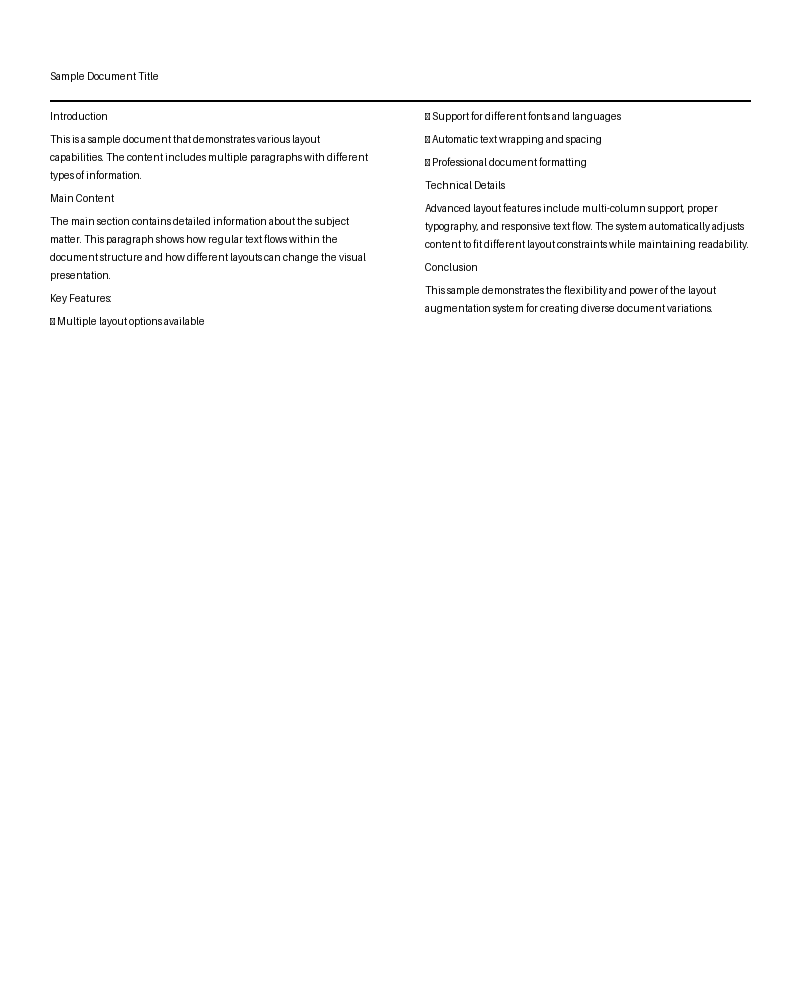 Sample Document Title
Introduction
This is a sample document that demonstrates various layout
capabilities. The content includes multiple paragraphs with different
types of information.
Main Content
The main section contains detailed information about the subject
matter. This paragraph shows how regular text flows within the
document structure and how different layouts can change the visual
presentation.
Key Features:
Multiple layout options available
Support for different fonts and languages
Automatic text wrapping and spacing
Professional document formatting
Technical Details
Advanced layout features include multi-column support, proper
typography, and responsive text flow. The system automatically adjusts
content to fit different layout constraints while maintaining readability.
Conclusion
This sample demonstrates the flexibility and power of the layout
augmentation system for creating diverse document variations.